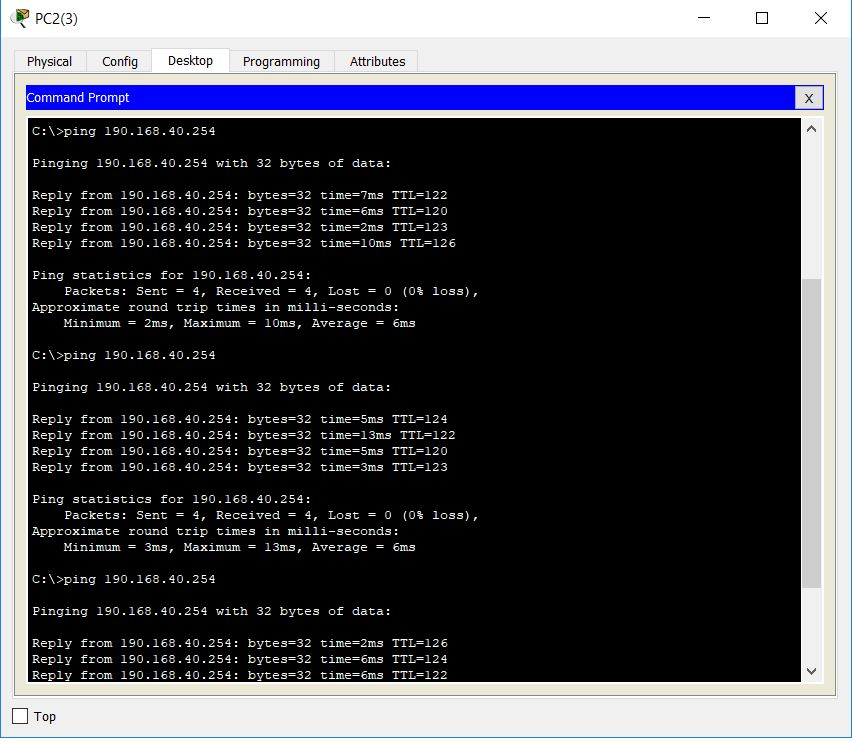 PC2(3)
Physical Config Desktop Programming Attributes
Command Prompt X
C:\>ping 190.168.40.254
Pinging 190.168.40.254 with 32 bytes of data:
Reply from 190.168.40.254: bytes=32 time=7ms TTL=122
Reply from 190.168.40.254: bytes=32 time=6ms TTL=120
Reply from 190.168.40.254: bytes=32 time=2ms TTL=123
Reply from 190.168.40.254: bytes=32 time=10ms TTL=126
Ping statistics for 190.168.40.254:
Packets: Sent = 4, Received = 4, Lost = 0 (0% loss),
Approximate round trip times in milli-seconds:
Minimum = 2ms, Maximum = 10ms, Average = 6ms
C:\>ping 190.168.40.254
Pinging 190.168.40.254 with 32 bytes of data:
Reply from 190.168.40.254: bytes=32 time=5ms TTL=124
Reply from 190.168.40.254: bytes=32 time=13ms TTL=122
Reply from 190.168.40.254: bytes=32 time=5ms TTL=120
Reply from 190.168.40.254: bytes=32 time=3ms TTL=123
Ping statistics for 190.168.40.254:
Packets: Sent = 4, Received = 4, Lost = 0 (0% loss),
Approximate round trip times in milli-seconds:
Minimum = 3ms, Maximum = 13ms, Average = 6ms
C:\>ping 190.168.40.254
Pinging 190.168.40.254 with 32 bytes of data:
Reply from 190.168.40.254: bytes=32 time=2ms TTL=126
Reply from 190.168.40.254: bytes=32 time=6ms TTL=124
Reply from 190.168.40.254: bytes=32 time=6ms TTL=122
Top